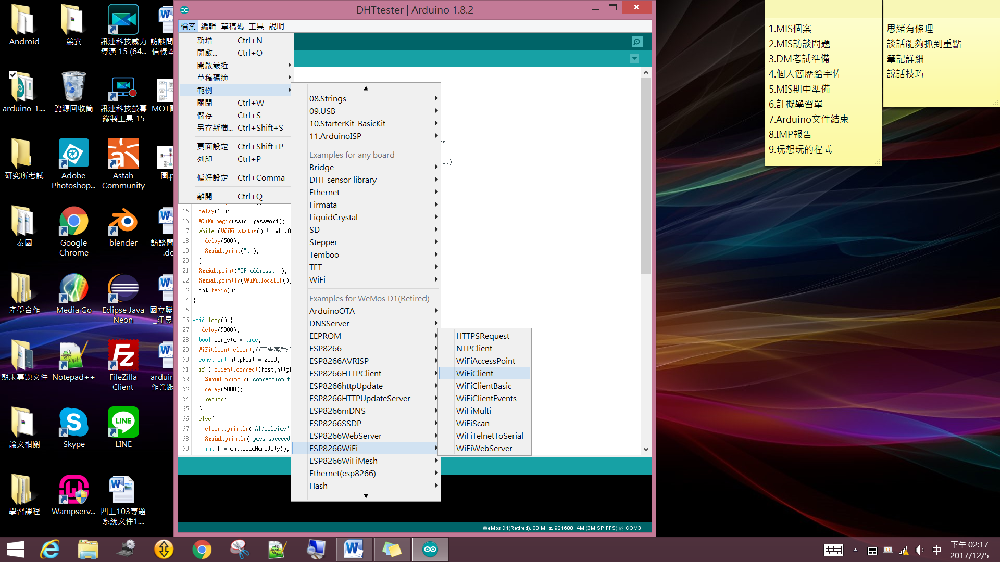 DHTtester | Arduino 1.8.2
檔案 編輯 草稿碼 工具 說明
新增 Ctrl+N
開啟... Ctrl+O
開啟最近
草稿碼簿
範例
關閉 Ctrl+W
儲存 Ctrl+S
另存新檔... Ctrl+Shift+S
頁面設定 Ctrl+Shift+P
列印 Ctrl+P
偏好設定 Ctrl+Comma
離開 Ctrl+Q
08.Strings
09.USB
10.StarterKit_BasicKit
11.ArduinoISP
Examples for any board
Bridge
DHT sensor library
Ethernet
Firmata
LiquidCrystal
SD
Stepper
Temboo
TFT
WiFi
Examples for WeMos D1(Retired)
ArduinoOTA
DNSServer
EEPROM
ESP8266
ESP8266AVRISP
ESP8266HTTPClient
ESP8266httpUpdate
ESP8266HTTPUpdateServer
ESP8266mDNS
ESP8266SSDP
ESP8266WebServer
ESP8266WiFi
ESP8266WiFiMesh
Ethernet(esp8266)
Hash
HTTPSRequest
NTPClient
WiFiAccessPoint
WiFiClient
WiFiClientBasic
WiFiClientEvents
WiFiMulti
WiFiScan
WiFiTelnetToSerial
WiFiWebServer
ss
net)
15 delay(10);
16 WiFi.begin(ssid, password);
17 while (WiFi.status() != WL_CO
18 delay(500);
19 Serial.print(".");
20 }
21 Serial.print("IP address: ");
22 Serial.println(WiFi.localIP()
23 dht.begin();
24 }
25
26 void loop() {
27 delay(5000);
28 bool con_sta = true;
29 WiFiClient client;//宣告客戶端
30 const int httpPort = 2000;
31 if (!client.connect(host,httpP
32 Serial.println("connection f
33 delay(5000);
34 return;
35 }
36 else{
37 client.println("A1/celsius"
38 Serial.println("pass succeed
39 int h = dht.readHumidity();
WeMos D1(Retired), 80 MHz, 921600, 4M (3M SPIFFS) 於 COM3
Android
競賽
訊連科技威力導演 15 (64...
訪談問
信樣本
arduino-1....
資源回收筒
訊連科技螢幕錄製工具 15
MOT圖
研究所考試
Adobe Photoshop...
Astah Community
圖.p
泰國
Google Chrome
blender
訪談問
.do
產學合作
Media Go
Eclipse Java Neon
國立聯
_江昱
期末專題文件
Notepad++
FileZilla Client
arduin
作業跟
論文相關
Skype
LINE
學習課程
Wampserv...
四上103專題系統文件1....
1.MIS個案
2.MIS訪談問題
3.DM考試準備
4.個人簡歷給宇佐
5.MIS期中準備
6.計概學習單
7.Arduino文件結束
8.IMP報告
9.玩想玩的程式
思緒有條理
談話能夠抓到重點
筆記詳細
說話技巧
中
下午 02:17
2017/12/5